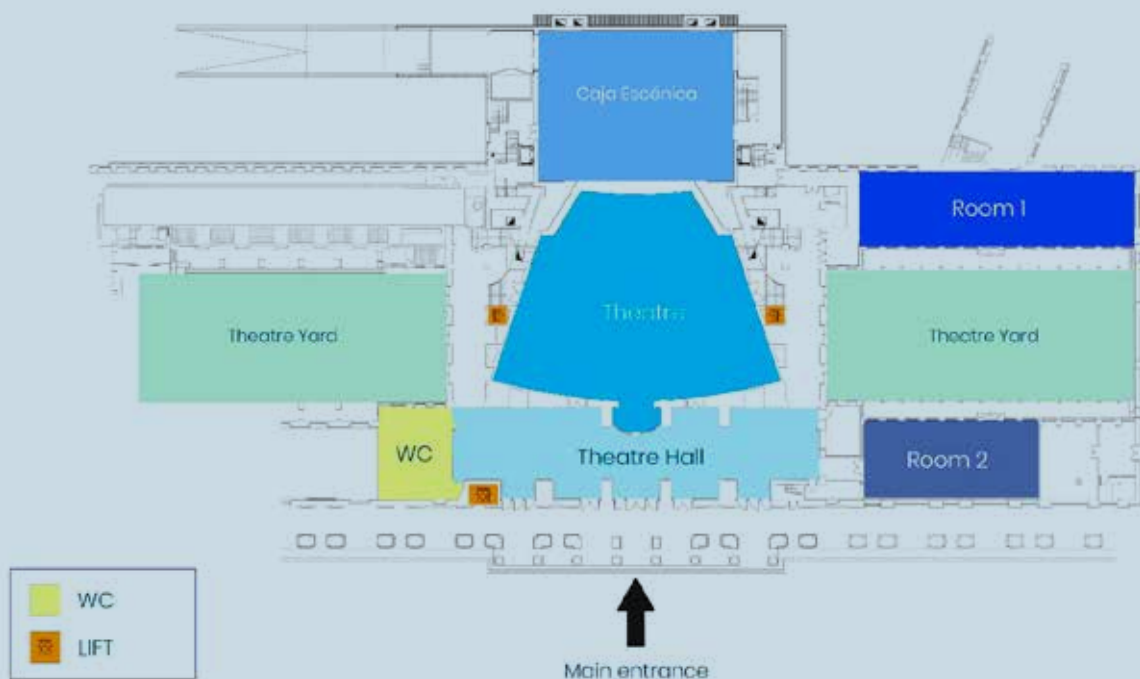 Caja Escénica
Room 1
Theatre
Theatre Yard
Theatre Yard
WC
Theatre Hall
Room 2
WC
LIFT
Main entrance